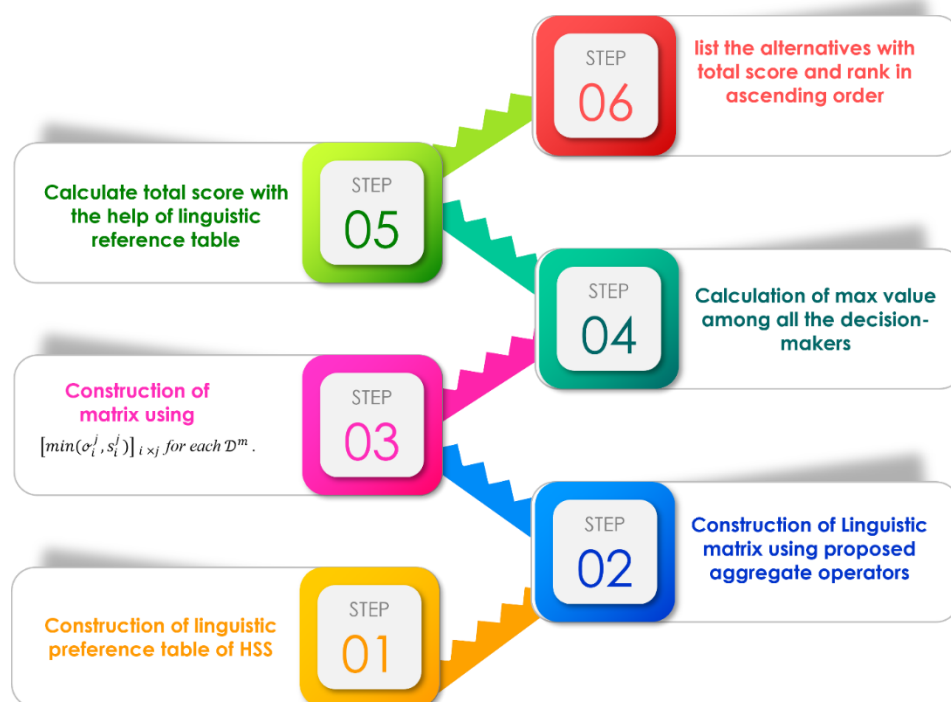 STEP
06
list the alternatives with
total score and rank in
ascending order
Calculate total score with
the help of linguistic
reference table
STEP
05
STEP
04
Calculation of max value
among all the decision-
makers
Construction of
matrix using
[min(σᵢʲ, sᵢʲ)] ᵢ ₓ ⱼ for each 𝒟ᵐ .
STEP
03
STEP
02
Construction of Linguistic
matrix using proposed
aggregate operators
Construction of linguistic
preference table of HSS
STEP
01